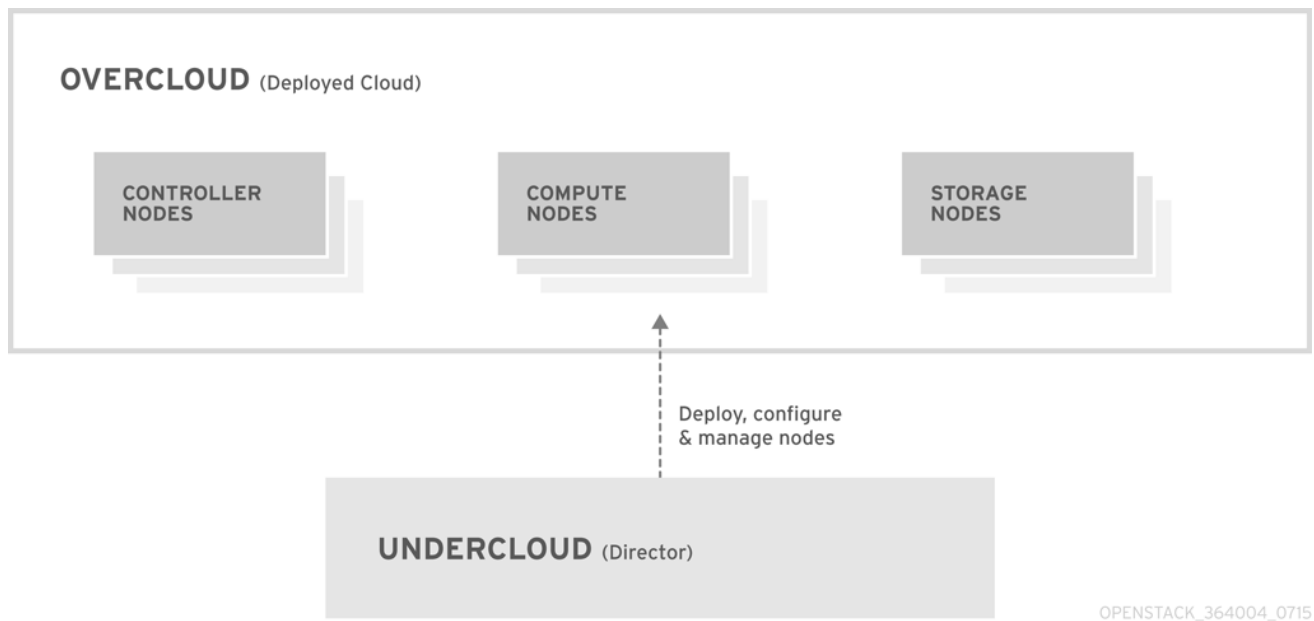 OVERCLOUD (Deployed Cloud)
CONTROLLER
NODES
COMPUTE
NODES
STORAGE
NODES
Deploy, configure
& manage nodes
UNDERCLOUD (Director)
OPENSTACK_364004_0715